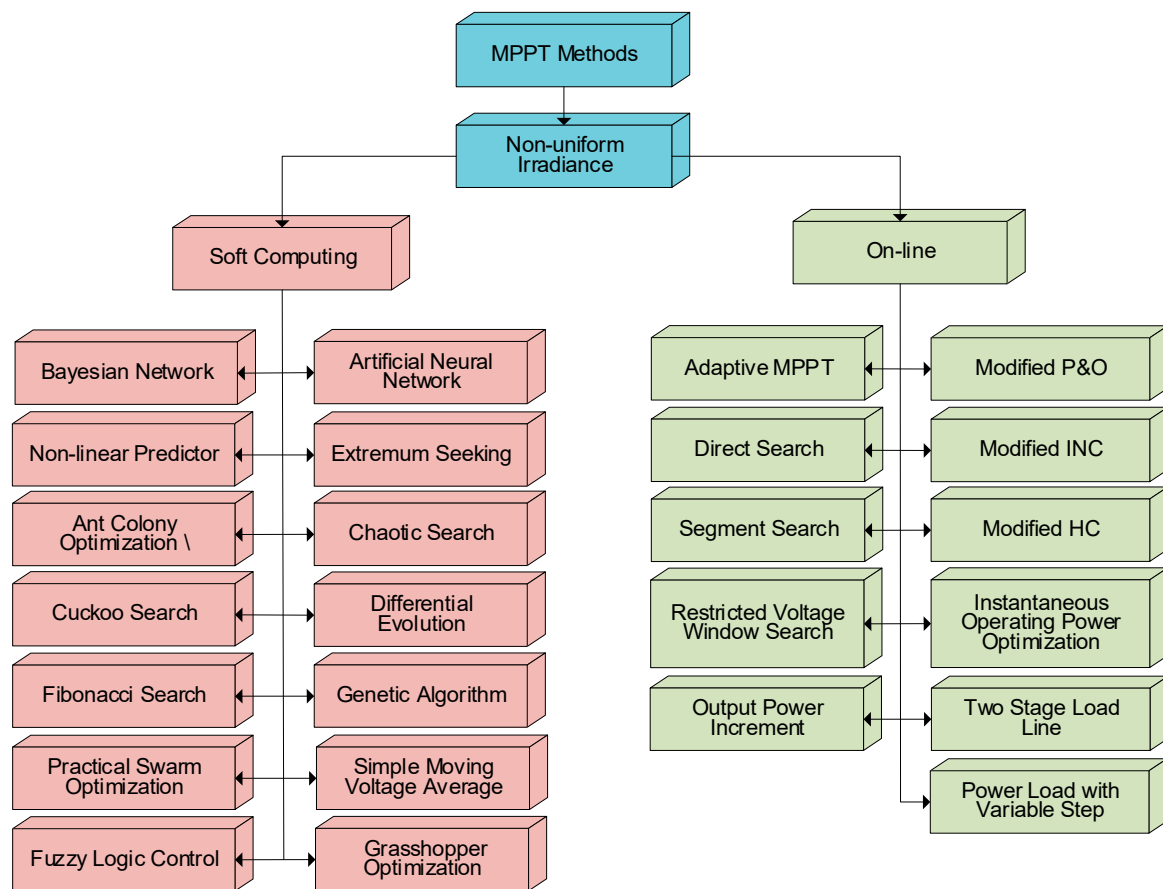 MPPT Methods
Non-uniform
Irradiance
Soft Computing
On-line
Bayesian Network
Artificial Neural
Network
Non-linear Predictor
Extremum Seeking
Ant Colony
Optimization \
Chaotic Search
Cuckoo Search
Differential
Evolution
Fibonacci Search
Genetic Algorithm
Practical Swarm
Optimization
Simple Moving
Voltage Average
Fuzzy Logic Control
Grasshopper
Optimization
Adaptive MPPT
Modified P&O
Direct Search
Modified INC
Segment Search
Modified HC
Restricted Voltage
Window Search
Instantaneous
Operating Power
Optimization
Output Power
Increment
Two Stage Load
Line
Power Load with
Variable Step